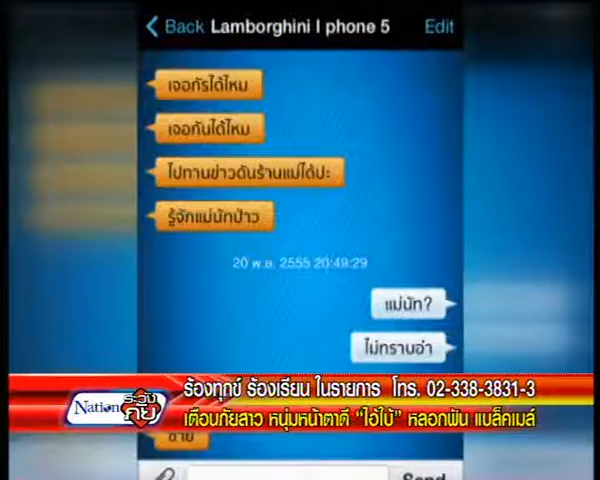 Back Lamborghini I phone 5 Edit
เจอกัรได้ไหม
เจอกันได้ไหม
ไปทานข่าวดันร้านแม่ได้ปะ
รู้จักแม่นัทป่าว
20 พ.ย. 2555 20:49:29
แม่นัท?
ไม่ทราบอ่า
ร้องทุกข์ ร้องเรียน ในรายการ โทร. 02-338-3831-3
Nation ระวังภัย
เตือนภัยสาว หนุ่มหน้าตาดี "ไอ้ใบ้" หลอกฟัน แบล็คเมล์
Send